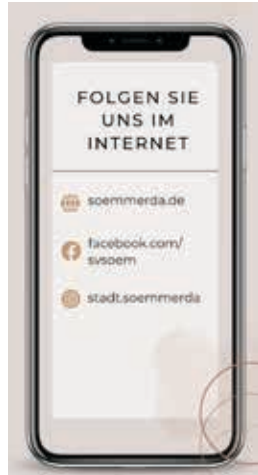 FOLGEN SIE
UNS IM
INTERNET
soemmerda.de
facebook.com/
svsoem
stadt.soemmerda